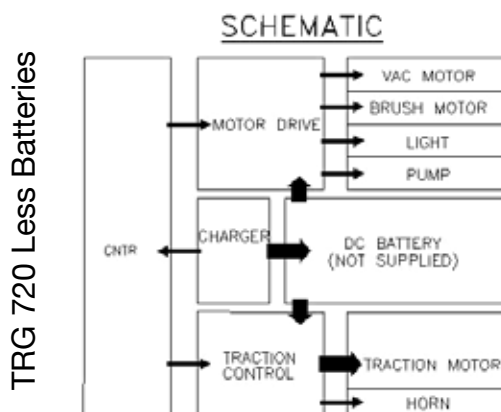 SCHEMATIC
TRG 720 Less Batteries
CNTR
MOTOR DRIVE
VAC MOTOR
BRUSH MOTOR
LIGHT
PUMP
CHARGER
DC BATTERY
(NOT SUPPLIED)
TRACTION
CONTROL
TRACTION MOTOR
HORN